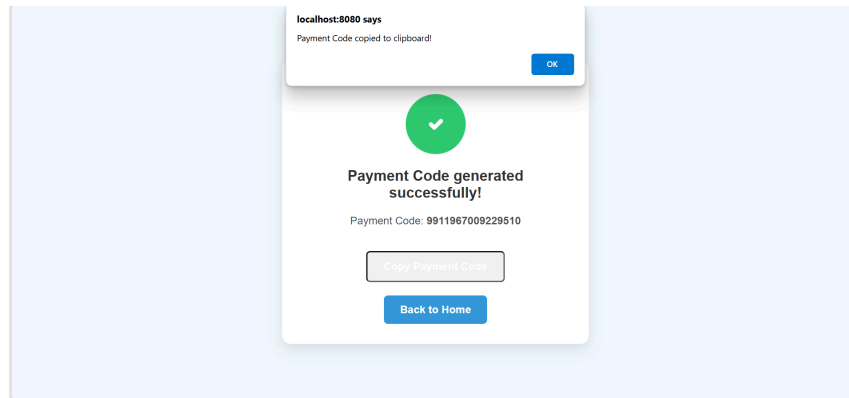 localhost:8080 says
Payment Code copied to clipboard!
OK
Payment Code generated
successfully!
Payment Code: 9911967009229510
Copy Payment Code
Back to Home